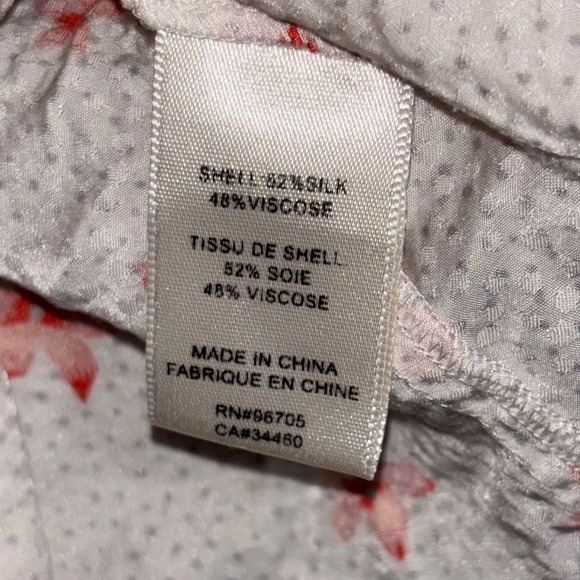 SHELL:52%SILK
48%VISCOSE
TISSU DE SHELL
52% SOIE
48% VISCOSE
MADE IN CHINA
FABRIQUE EN CHINE
RN#96705
CA#34460